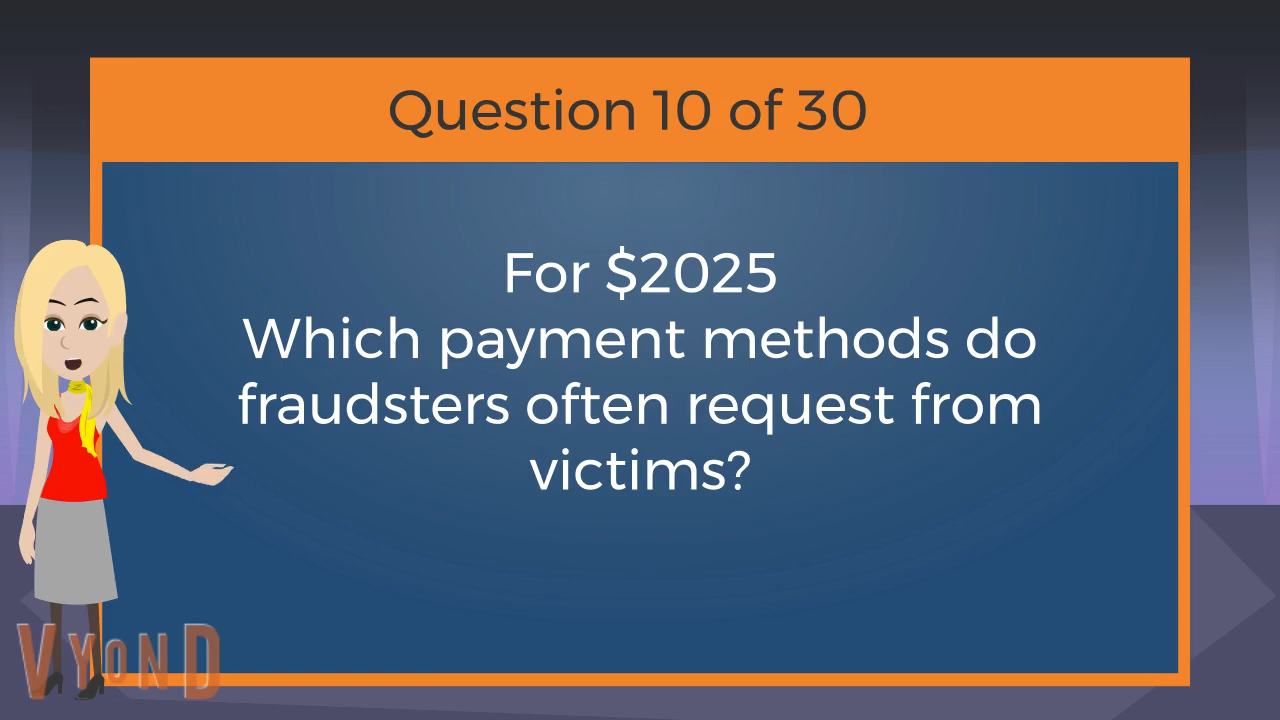 Question 10 of 30
For $2025
Which payment methods do
fraudsters often request from
victims?
VYOND